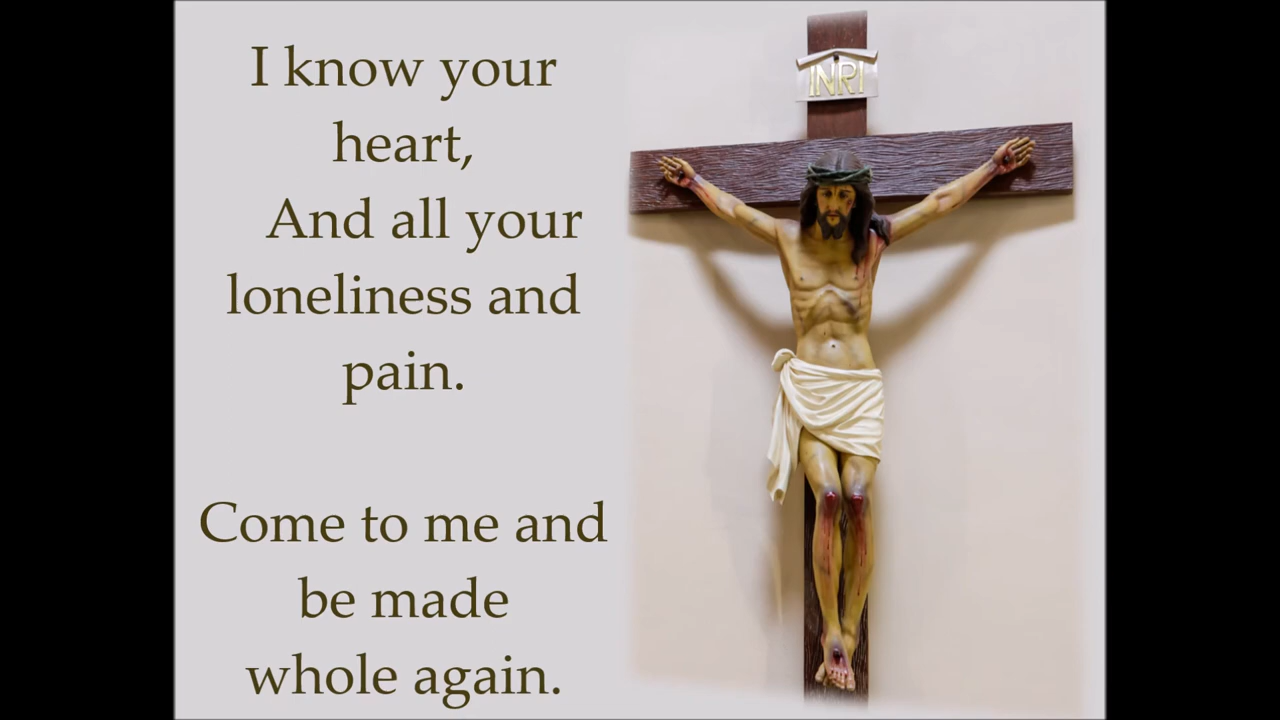 I know your
heart,
And all your
loneliness and
pain.
Come to me and
be made
whole again.
INRI